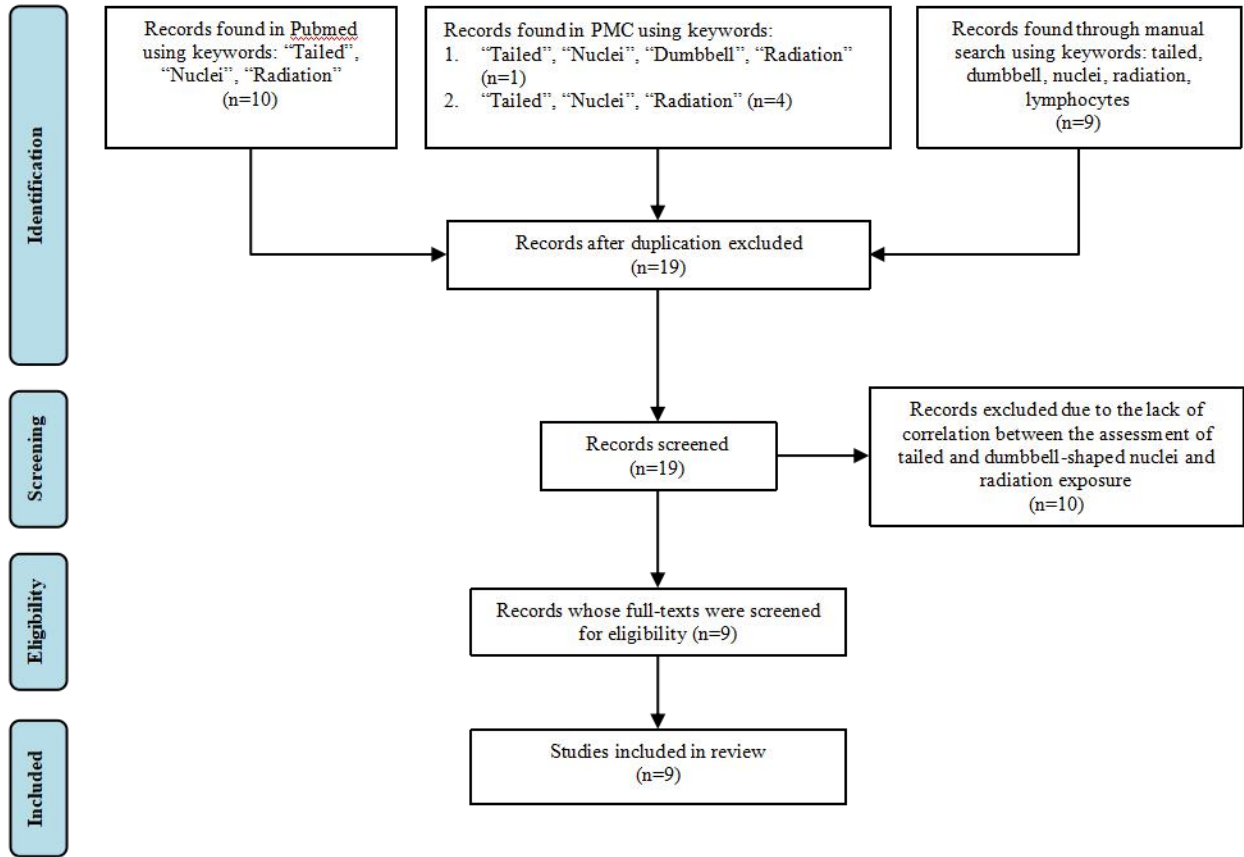 Identification
Records found in Pubmed
using keywords: “Tailed”,
“Nuclei”, “Radiation”
(n=10)
Records found in PMC using keywords:
1. “Tailed”, “Nuclei”, “Dumbbell”, “Radiation”
(n=1)
2. “Tailed”, “Nuclei”, “Radiation” (n=4)
Records found through manual
search using keywords: tailed,
dumbbell, nuclei, radiation,
lymphocytes
(n=9)
Records after duplication excluded
(n=19)
Screening
Records screened
(n=19)
Records excluded due to the lack of
correlation between the assessment of
tailed and dumbbell-shaped nuclei and
radiation exposure
(n=10)
Eligibility
Records whose full-texts were screened
for eligibility (n=9)
Included
Studies included in review
(n=9)